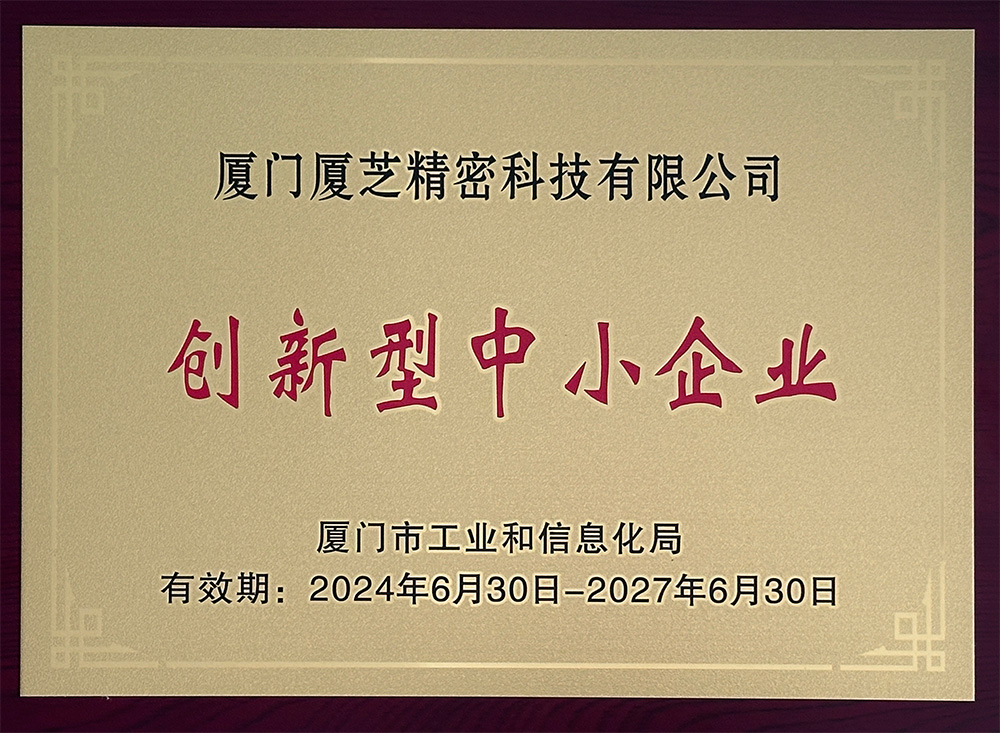 厦门厦芝精密科技有限公司
创新型中小企业
厦门市工业和信息化局
有效期：2024年6月30日-2027年6月30日